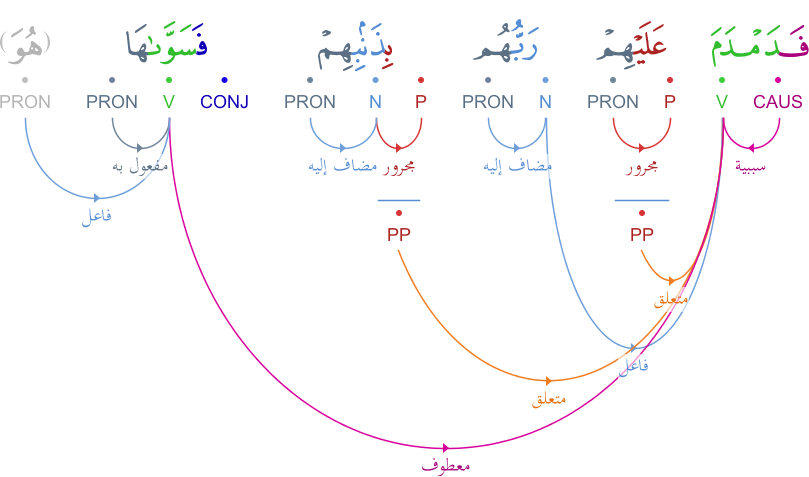 فَدَمْدَمَ عَلَيْهِمْ رَبُّهُم بِذَنۢبِهِمْ فَسَوَّىٰهَا (هُوَ)
CAUS V P PRON N PRON P N PRON CONJ V PRON PRON
سببية مجرور مضاف إليه مجرور مضاف إليه مفعول به
فاعل
PP PP
متعلق
فاعل
متعلق
معطوف